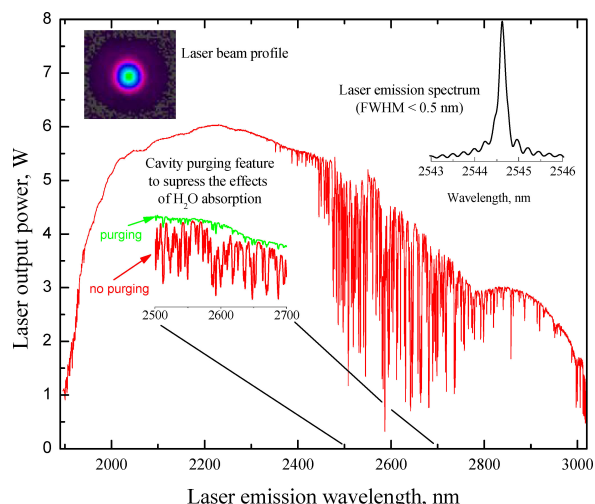 8
7
6
5
4
3
2
1
0
Laser output power, W
Laser beam profile
Laser emission spectrum
(FWHM < 0.5 nm)
2543 2544 2545 2546
Wavelength, nm
Cavity purging feature
to supress the effects
of H₂O absorption
purging
no purging
2500 2600 2700
2000 2200 2400 2600 2800 3000
Laser emission wavelength, nm